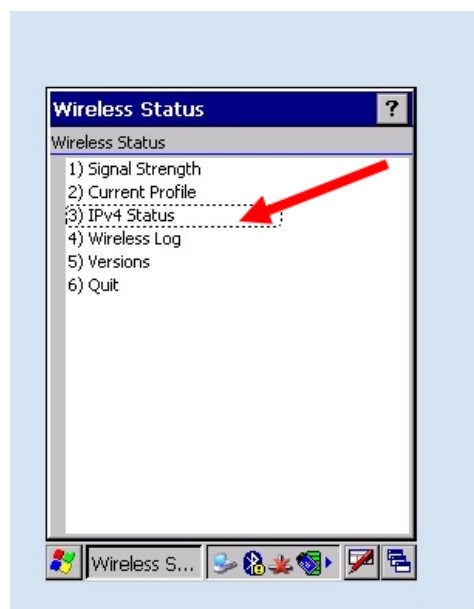 Wireless Status
?
Wireless Status
1) Signal Strength
2) Current Profile
3) IPv4 Status
4) Wireless Log
5) Versions
6) Quit
Wireless S...